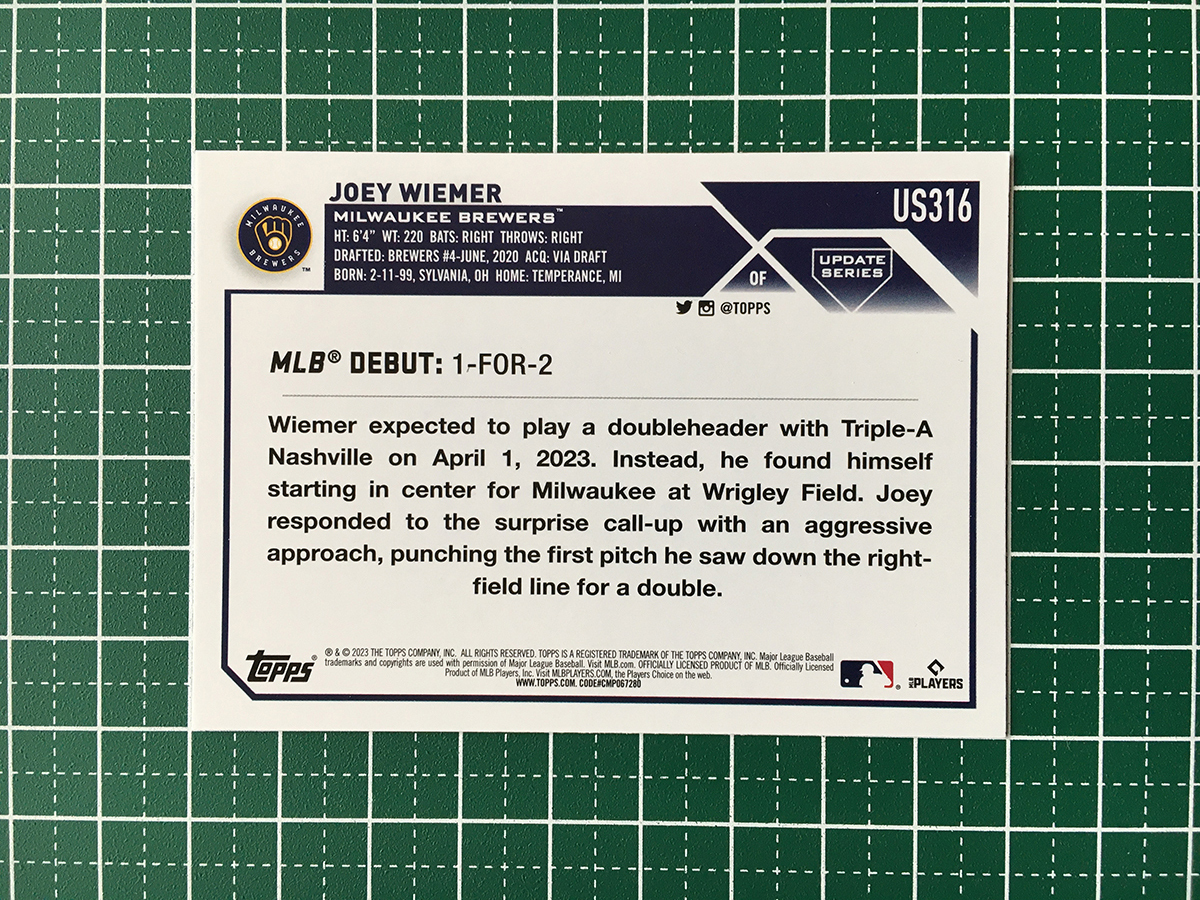 MILWAUKEE
BREWERS
™
JOEY WIEMER
MILWAUKEE BREWERS™
HT: 6'4" WT: 220 BATS: RIGHT THROWS: RIGHT
DRAFTED: BREWERS #4-JUNE, 2020 ACQ: VIA DRAFT
BORN: 2-11-99, SYLVANIA, OH HOME: TEMPERANCE, MI
US316
OF
UPDATE
SERIES
@TOPPS
MLB® DEBUT: 1-FOR-2
Wiemer expected to play a doubleheader with Triple-A
Nashville on April 1, 2023. Instead, he found himself
starting in center for Milwaukee at Wrigley Field. Joey
responded to the surprise call-up with an aggressive
approach, punching the first pitch he saw down the right-
field line for a double.
TOPPS®
® & © 2023 THE TOPPS COMPANY, INC. ALL RIGHTS RESERVED. TOPPS IS A REGISTERED TRADEMARK OF THE TOPPS COMPANY, INC. Major League Baseball
trademarks and copyrights are used with permission of Major League Baseball. Visit MLB.com. OFFICIALLY LICENSED PRODUCT OF MLB. Officially Licensed
Product of MLB Players, Inc. Visit MLBPLAYERS.COM, the Players Choice on the web.
WWW.TOPPS.COM. CODE#CMP067280
®
MLB PLAYERS